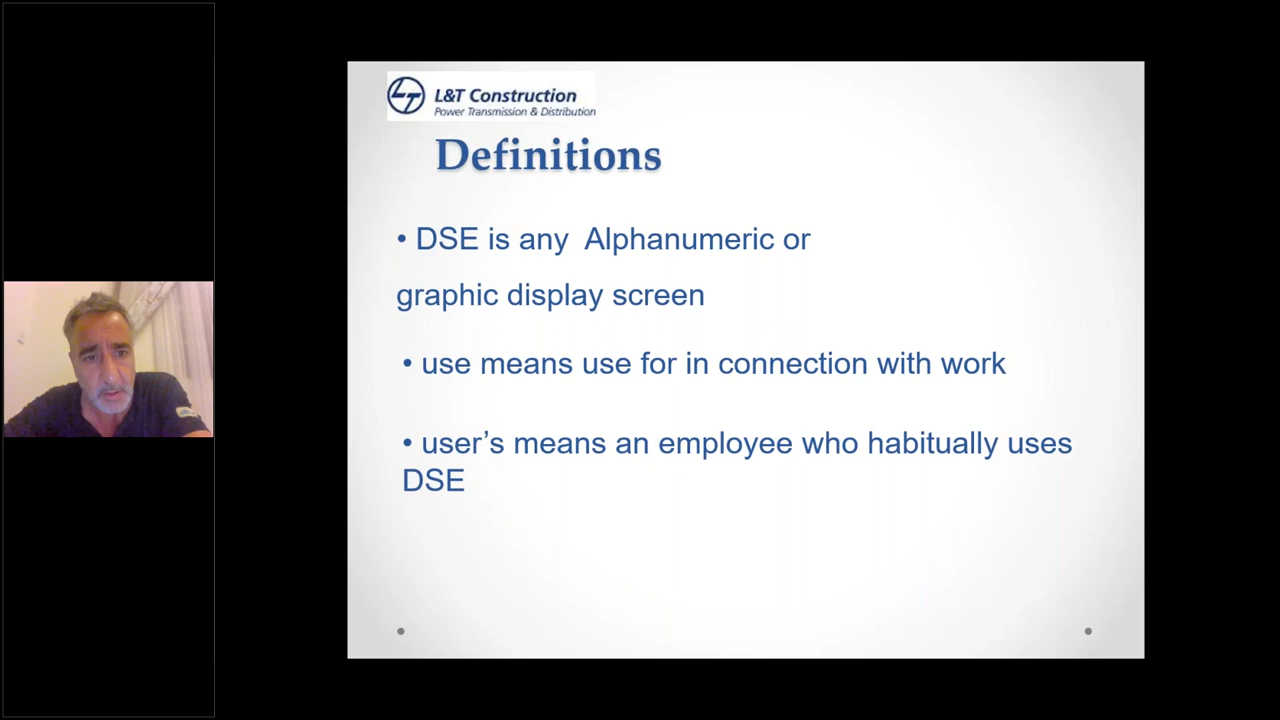 L&T Construction
Power Transmission & Distribution
Definitions
• DSE is any Alphanumeric or
graphic display screen
• use means use for in connection with work
• user’s means an employee who habitually uses
DSE